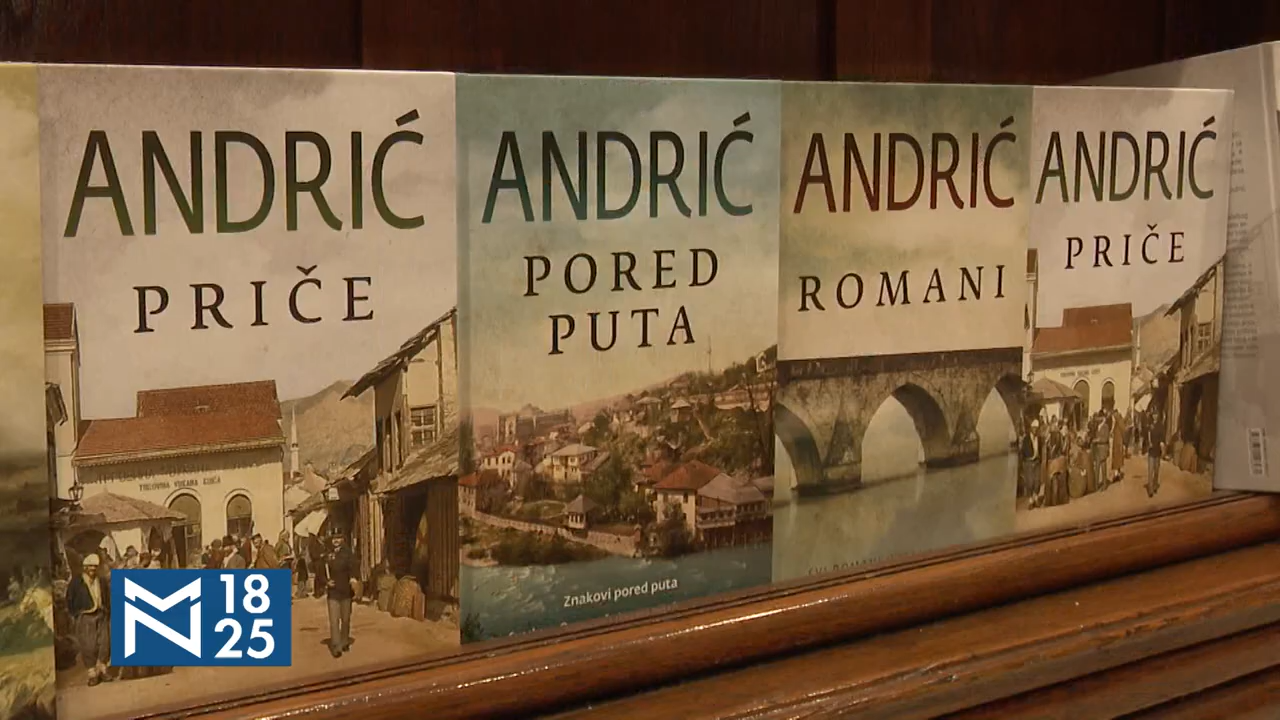 ANDRIĆ
PRIČE
ANDRIĆ
PORED
PUTA
Znakovi pored puta
ANDRIĆ
ROMANI
ANDRIĆ
PRIČE
M
18
25